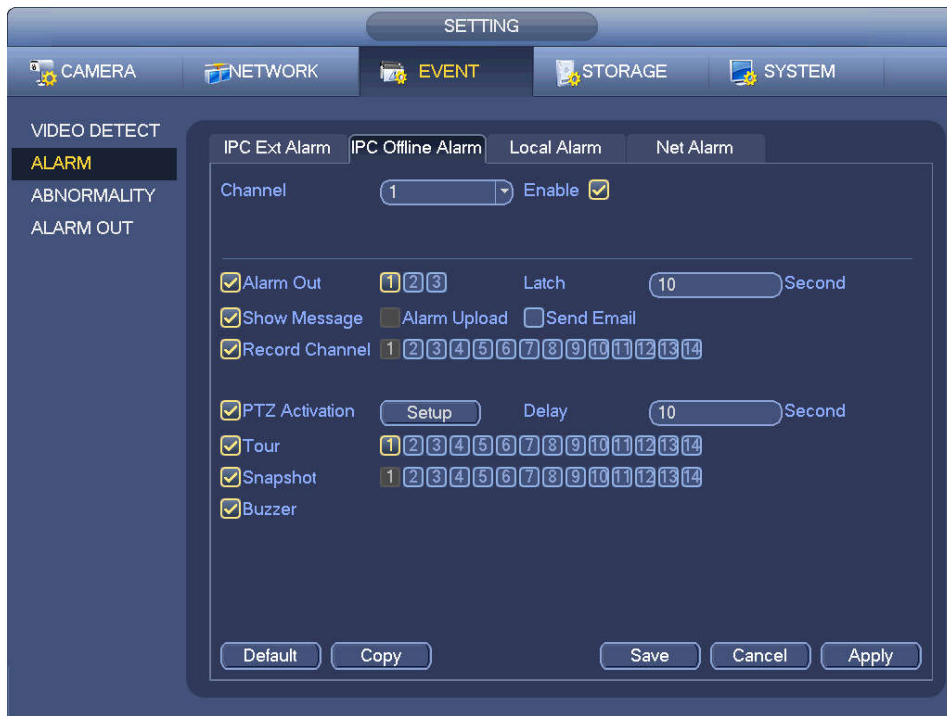 SETTING
CAMERA NETWORK EVENT STORAGE SYSTEM
VIDEO DETECT
ALARM
ABNORMALITY
ALARM OUT
IPC Ext Alarm IPC Offline Alarm Local Alarm Net Alarm
Channel 1 Enable
Alarm Out 1 2 3 Latch 10 Second
Show Message Alarm Upload Send Email
Record Channel 1 2 3 4 5 6 7 8 9 10 11 12 13 14
PTZ Activation Setup Delay 10 Second
Tour 1 2 3 4 5 6 7 8 9 10 11 12 13 14
Snapshot 1 2 3 4 5 6 7 8 9 10 11 12 13 14
Buzzer
Default Copy Save Cancel Apply